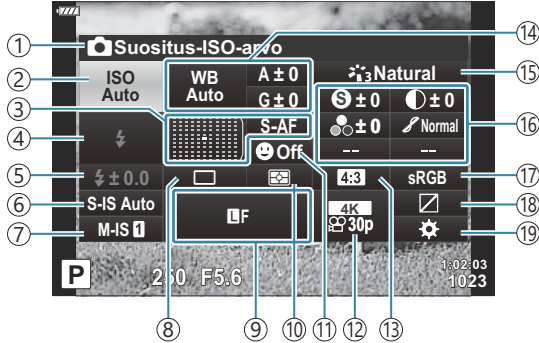 ① Suositus-ISO-arvo ⑭
② ISO Auto WB Auto A±0 G±0 3 Natural ⑮
③ S-AF S±0 ±0 ⑯
④ ±0 Normal
☻ Off -- --
⑤ ±0.0 4:3 sRGB ⑰
⑥ S-IS Auto LF 4K 30p ⑱
⑦ M-IS 1 ⑲
P 250 F5.6 1:02:03
1023
⑧ ⑨ ⑩ ⑪ ⑫ ⑬